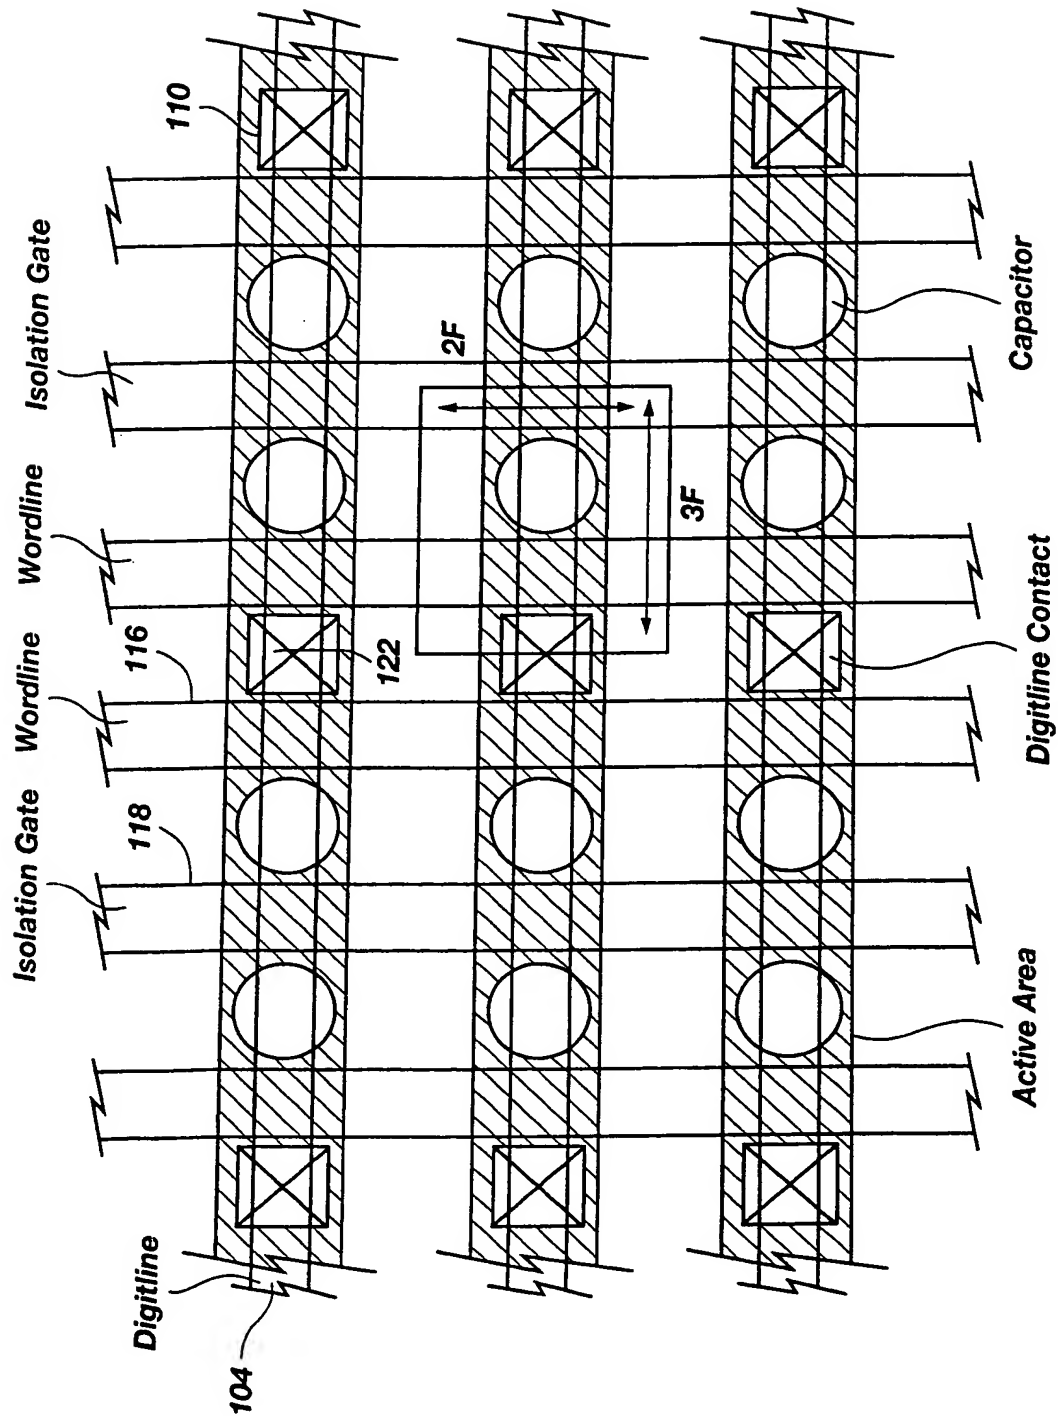 Isolation Gate
Wordline
Wordline
Isolation Gate
118
116
110
Digitline
104
122
2F
3F
Active Area
Digitline Contact
Capacitor